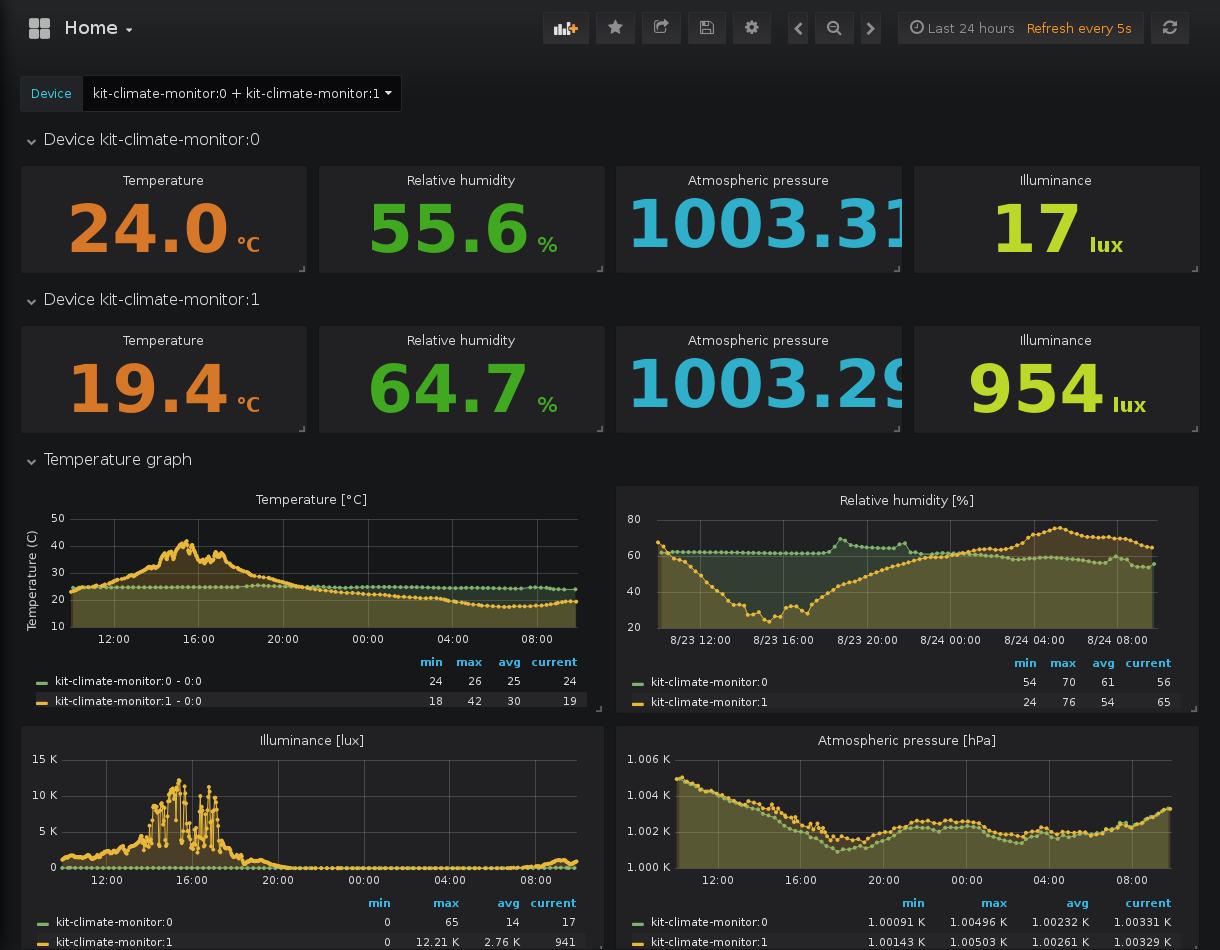 Home
Last 24 hours Refresh every 5s
Device kit-climate-monitor:0 + kit-climate-monitor:1
Device kit-climate-monitor:0
Temperature Relative humidity Atmospheric pressure Illuminance
24.0 °C 55.6 % 1003.31 17 lux
Device kit-climate-monitor:1
Temperature Relative humidity Atmospheric pressure Illuminance
19.4 °C 64.7 % 1003.29 954 lux
Temperature graph
Temperature [°C]
Temperature (C)
50
40
30
20
10
12:00 16:00 20:00 00:00 04:00 08:00
min max avg current
kit-climate-monitor:0 - 0:0 24 26 25 24
kit-climate-monitor:1 - 0:0 18 42 30 19
Relative humidity [%]
80
60
40
20
8/23 12:00 8/23 16:00 8/23 20:00 8/24 00:00 8/24 04:00 8/24 08:00
min max avg current
kit-climate-monitor:0 54 70 61 56
kit-climate-monitor:1 24 76 54 65
Illuminance [lux]
15 K
10 K
5 K
0
12:00 16:00 20:00 00:00 04:00 08:00
min max avg current
kit-climate-monitor:0 0 65 14 17
kit-climate-monitor:1 0 12.21 K 2.76 K 941
Atmospheric pressure [hPa]
1.006 K
1.004 K
1.002 K
1.000 K
12:00 16:00 20:00 00:00 04:00 08:00
min max avg current
kit-climate-monitor:0 1.00091 K 1.00496 K 1.00232 K 1.00331 K
kit-climate-monitor:1 1.00143 K 1.00503 K 1.00261 K 1.00329 K